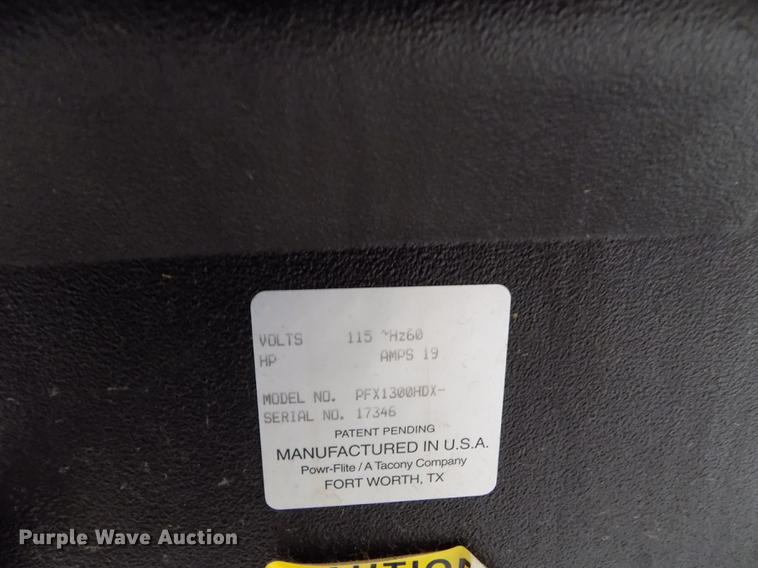 VOLTS 115 ~Hz60
HP AMPS 19
MODEL NO. PFX1300HDX-
SERIAL NO. 17346
PATENT PENDING
MANUFACTURED IN U.S.A.
Powr-Flite / A Tacony Company
FORT WORTH, TX
Purple Wave Auction
CAUTION